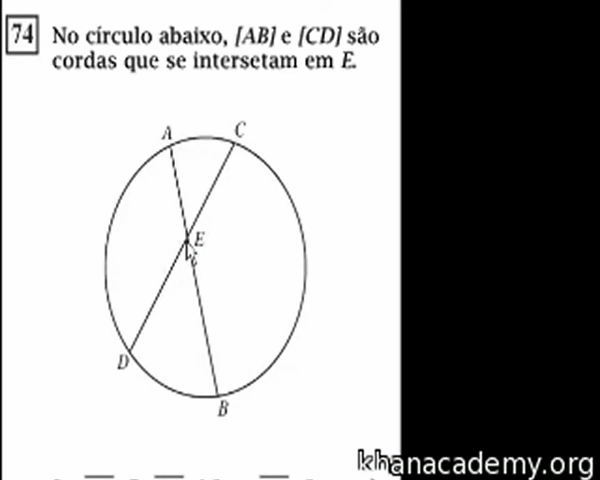 74 No círculo abaixo, [AB] e [CD] são
cordas que se intersetam em E.
A
C
E
D
B
khanacademy.org